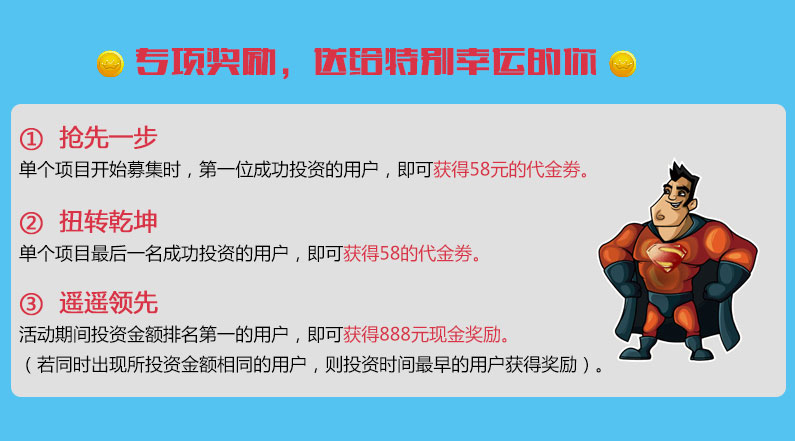 专项奖励，送给特别幸运的你
① 抢先一步
单个项目开始募集时，第一位成功投资的用户，即可获得58元的代金券。
② 扭转乾坤
单个项目最后一名成功投资的用户，即可获得58的代金券。
③ 遥遥领先
活动期间投资金额排名第一的用户，即可获得888元现金奖励。
（若同时出现所投资金额相同的用户，则投资时间最早的用户获得奖励）。